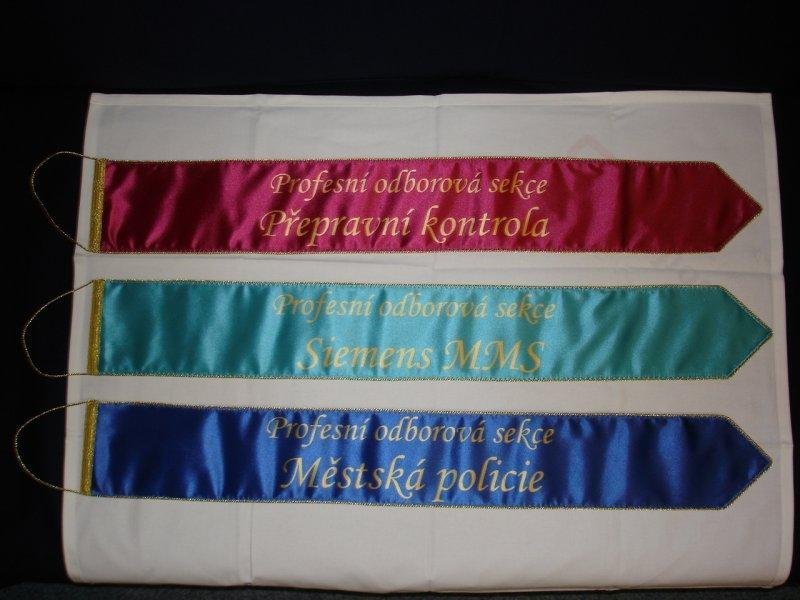 Profesní odborová sekce
Přepravní kontrola
Profesní odborová sekce
Siemens MMS
Profesní odborová sekce
Městská policie